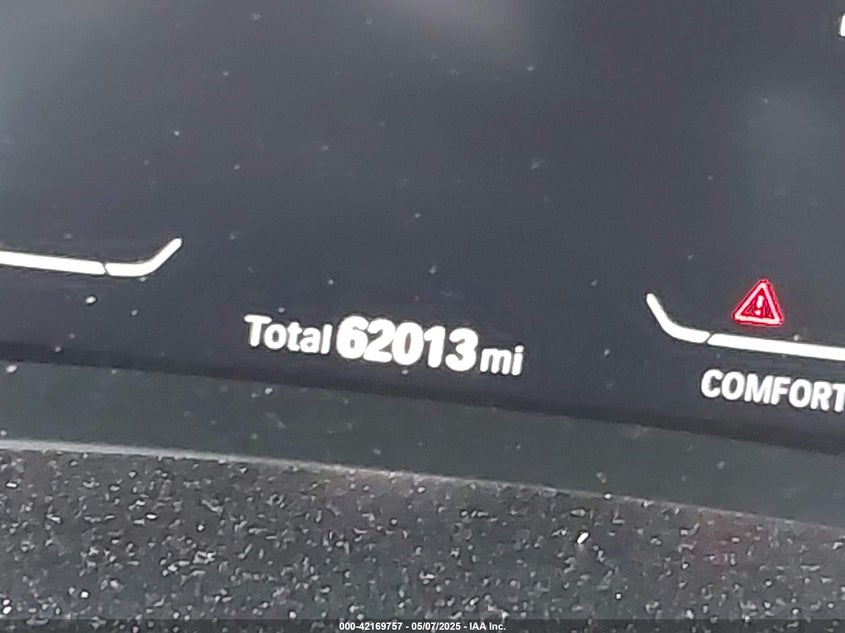 Total 62013 mi
COMFORT
000-42169757 - 05/07/2025 - IAA Inc.